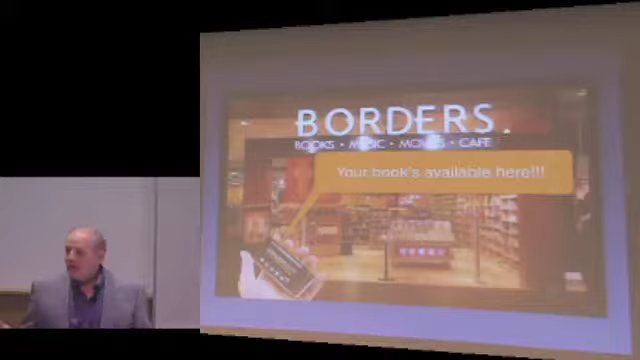 BORDERS
BOOKS · MUSIC · MOVIES · CAFE
Your book's available here!!!